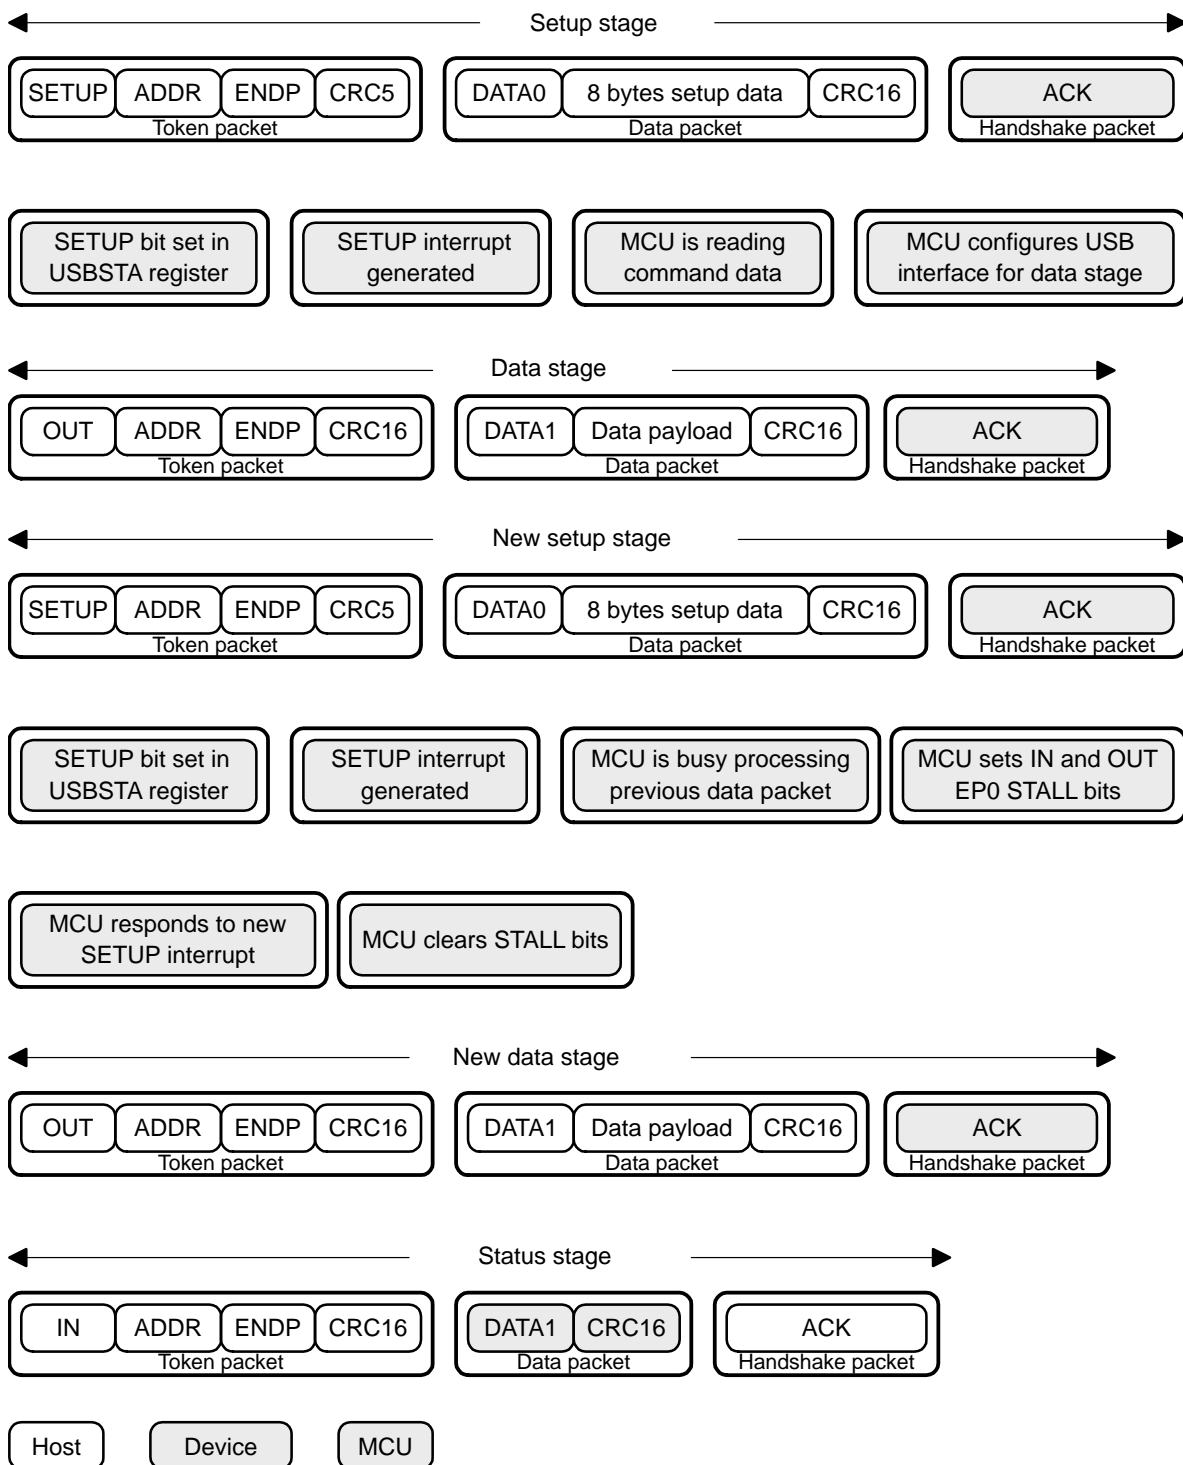 Setup stage
SETUP ADDR ENDP CRC5 DATA0 8 bytes setup data CRC16 ACK
Token packet Data packet Handshake packet
SETUP bit set in SETUP interrupt MCU is reading MCU configures USB
USBSTA register generated command data interface for data stage
Data stage
OUT ADDR ENDP CRC16 DATA1 Data payload CRC16 ACK
Token packet Data packet Handshake packet
New setup stage
SETUP ADDR ENDP CRC5 DATA0 8 bytes setup data CRC16 ACK
Token packet Data packet Handshake packet
SETUP bit set in SETUP interrupt MCU is busy processing MCU sets IN and OUT
USBSTA register generated previous data packet EP0 STALL bits
MCU responds to new
SETUP interrupt
MCU clears STALL bits
New data stage
OUT ADDR ENDP CRC16 DATA1 Data payload CRC16 ACK
Token packet Data packet Handshake packet
Status stage
IN ADDR ENDP CRC16 DATA1 CRC16 ACK
Token packet Data packet Handshake packet
Host Device MCU